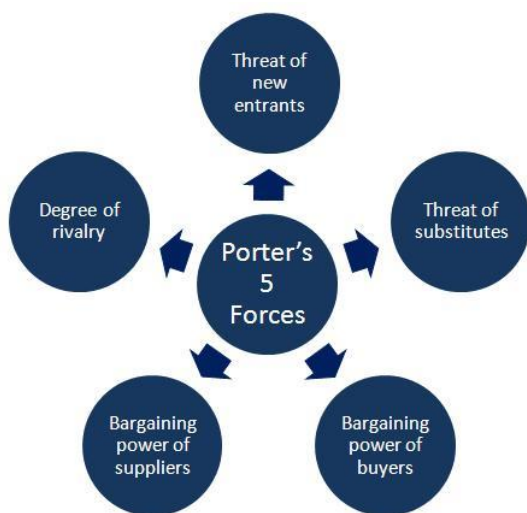 Threat of
new
entrants
Degree of
rivalry
Threat of
substitutes
Porter’s
5
Forces
Bargaining
power of
suppliers
Bargaining
power of
buyers